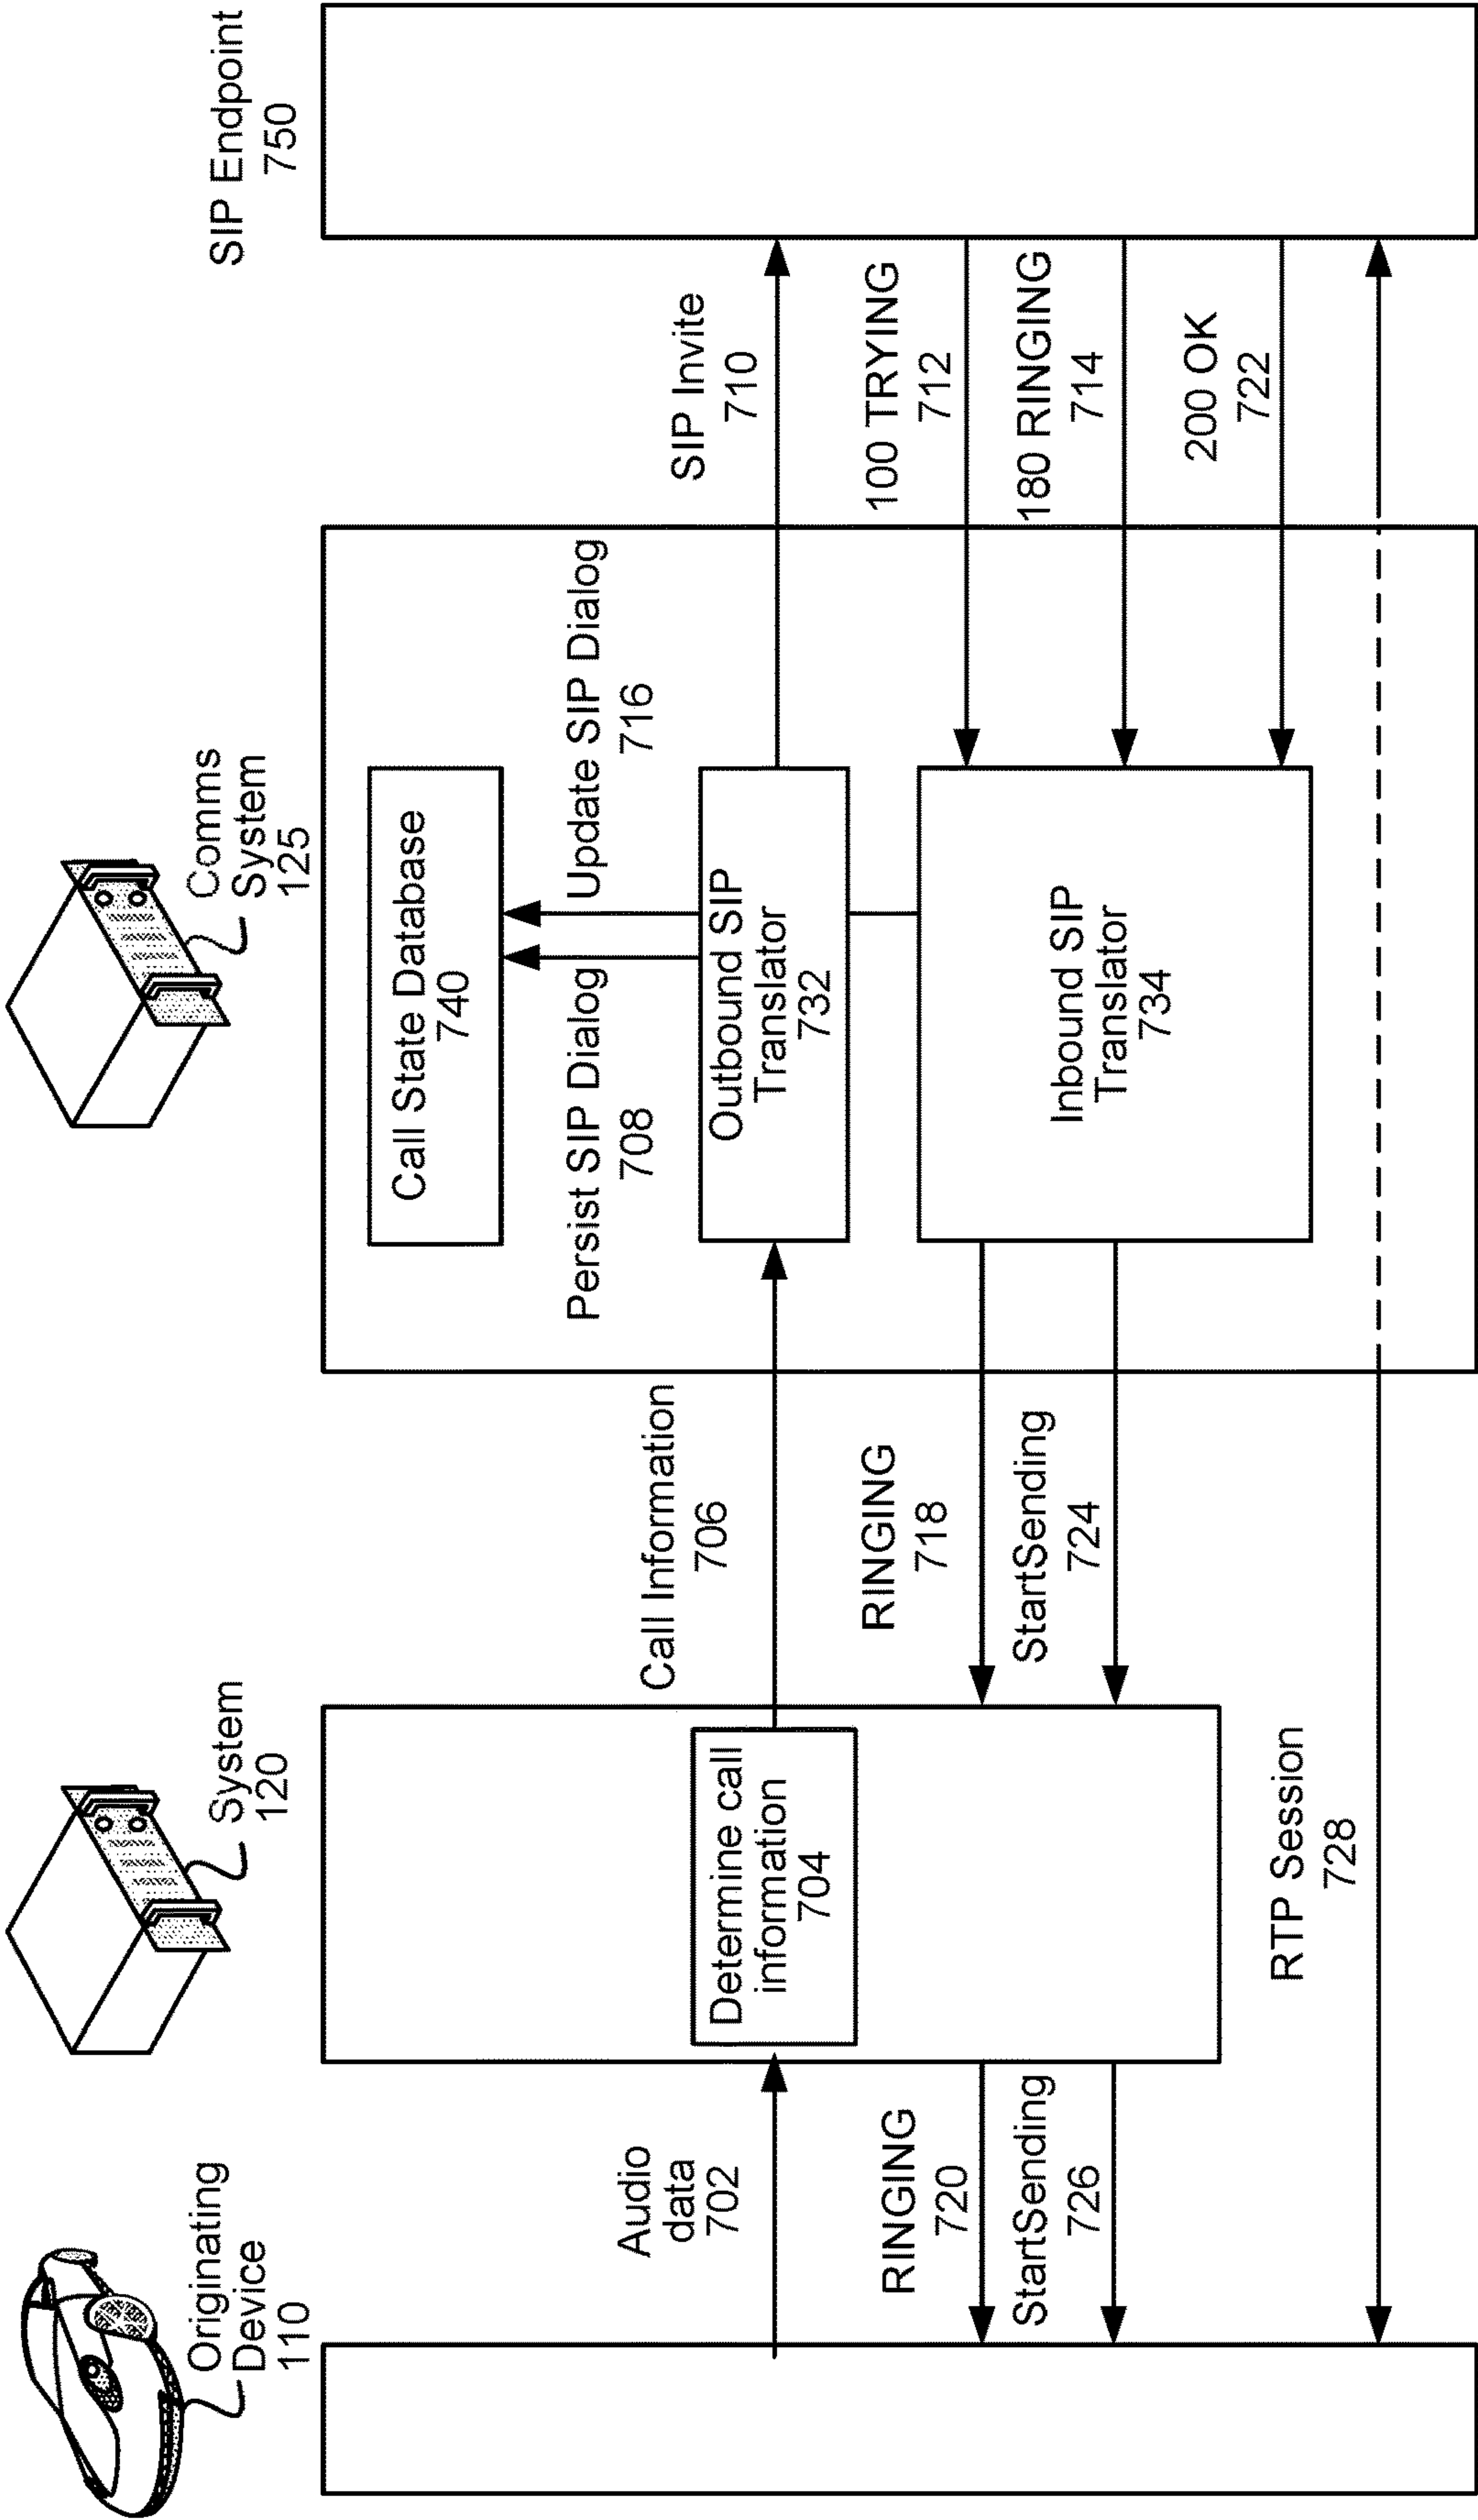 Originating
Device
110
System
120
Comms
System
125
SIP Endpoint
750
Audio
data
702
Determine call
information
704
Call Information
706
Call State Database
740
Persist SIP Dialog
708
Update SIP Dialog
716
Outbound SIP
Translator
732
SIP Invite
710
100 TRYING
712
180 RINGING
714
Inbound SIP
Translator
734
RINGING
718
RINGING
720
200 OK
722
StartSending
724
StartSending
726
RTP Session
728